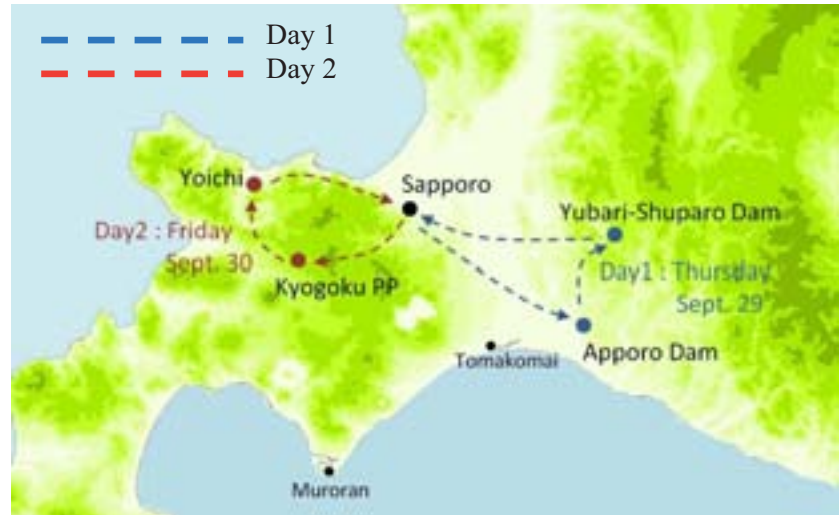 Day 1
Day 2
Yoichi
Sapporo
Yubari-Shuparo Dam
Day2 : Friday
Sept. 30
Kyogoku PP
Day1 : Thursday
Sept. 29
Tomakomai
Apporo Dam
Muroran